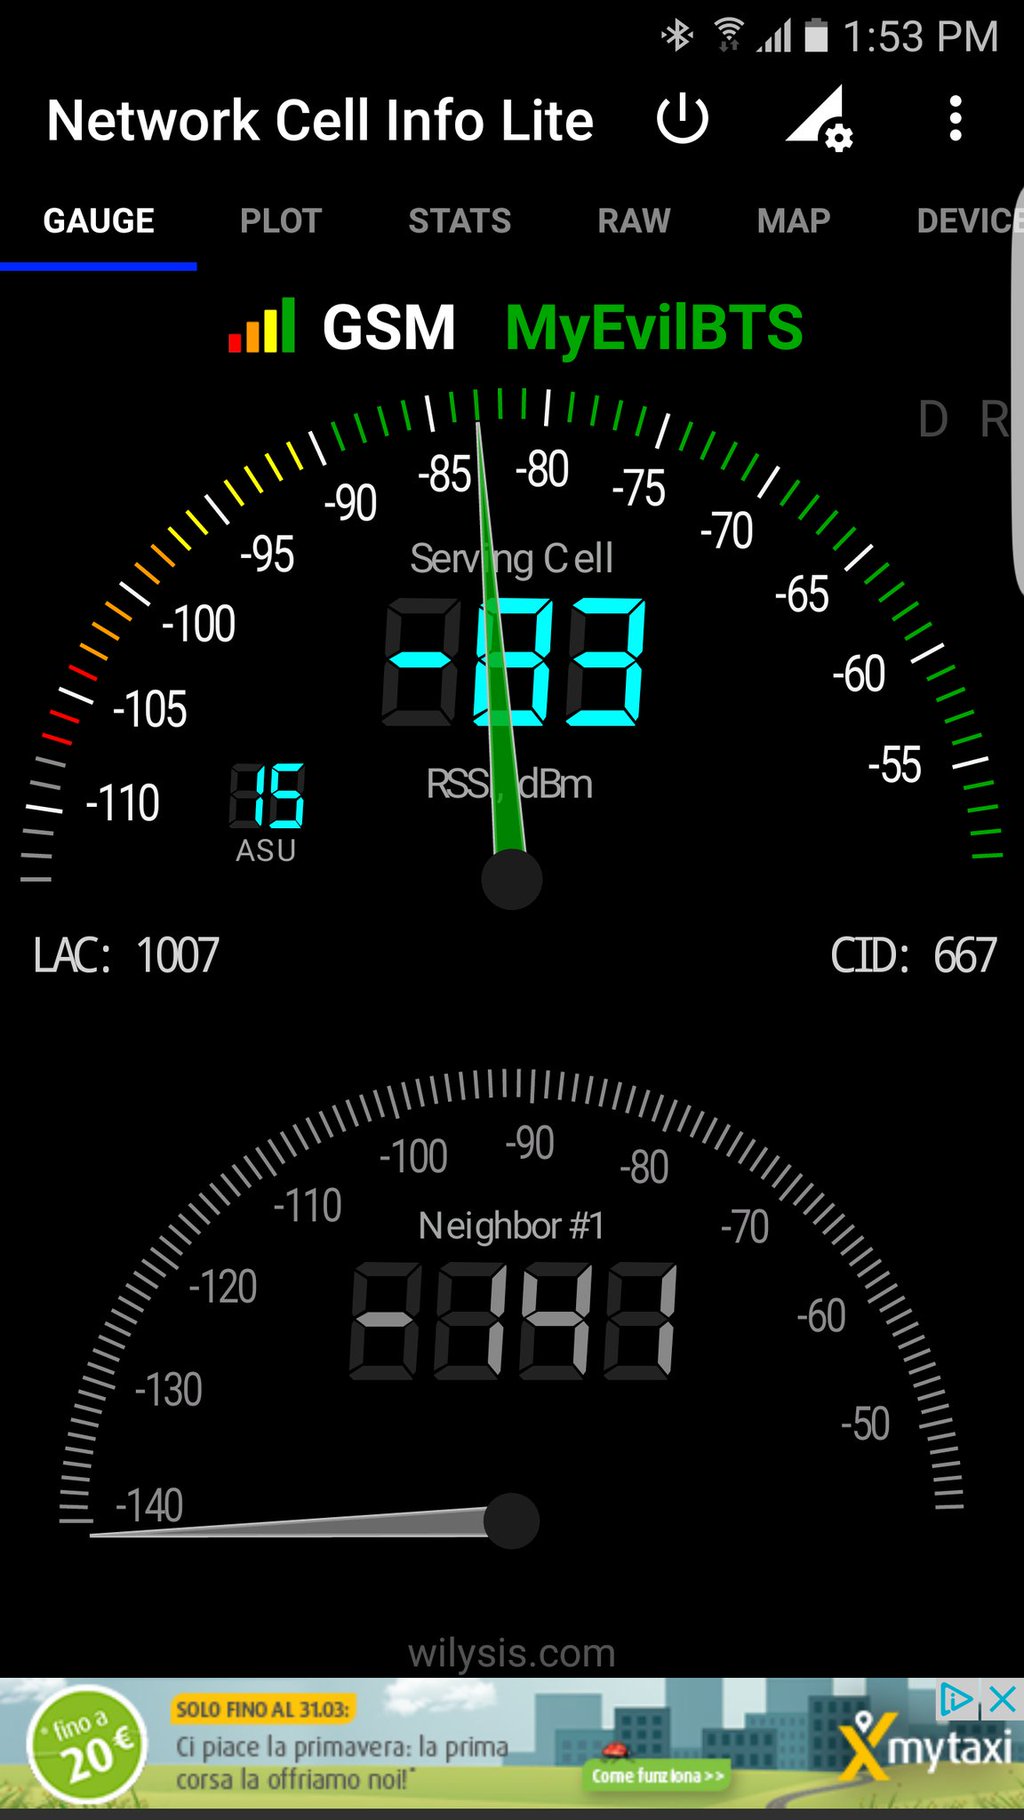 1:53 PM
Network Cell Info Lite
GAUGE PLOT STATS RAW MAP DEVICE
GSM MyEvilBTS
D R
-110 -105 -100 -95 -90 -85 -80 -75 -70 -65 -60 -55
Serving Cell
-83
RSSI, dBm
15
ASU
LAC: 1007 CID: 667
-140 -130 -120 -110 -100 -90 -80 -70 -60 -50
Neighbor #1
-141
wilysis.com
* fino a
20€
SOLO FINO AL 31.03:
Ci piace la primavera: la prima
corsa la offriamo noi!*
Come funziona >>
mytaxi